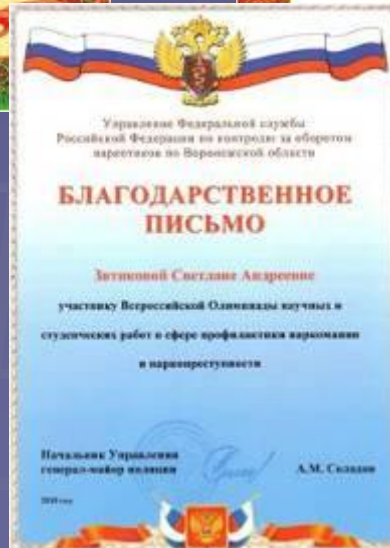 Управление Федеральной службы
Российской Федерации по контролю за оборотом
наркотиков по Воронежской области
БЛАГОДАРСТВЕННОЕ
ПИСЬМО
Светлане Андреевне
участнику Всероссийской Олимпиады научных и
студенческих работ в сфере профилактики наркомании
и наркопреступности
Начальник Управления
генерал-майор полиции
А.М.